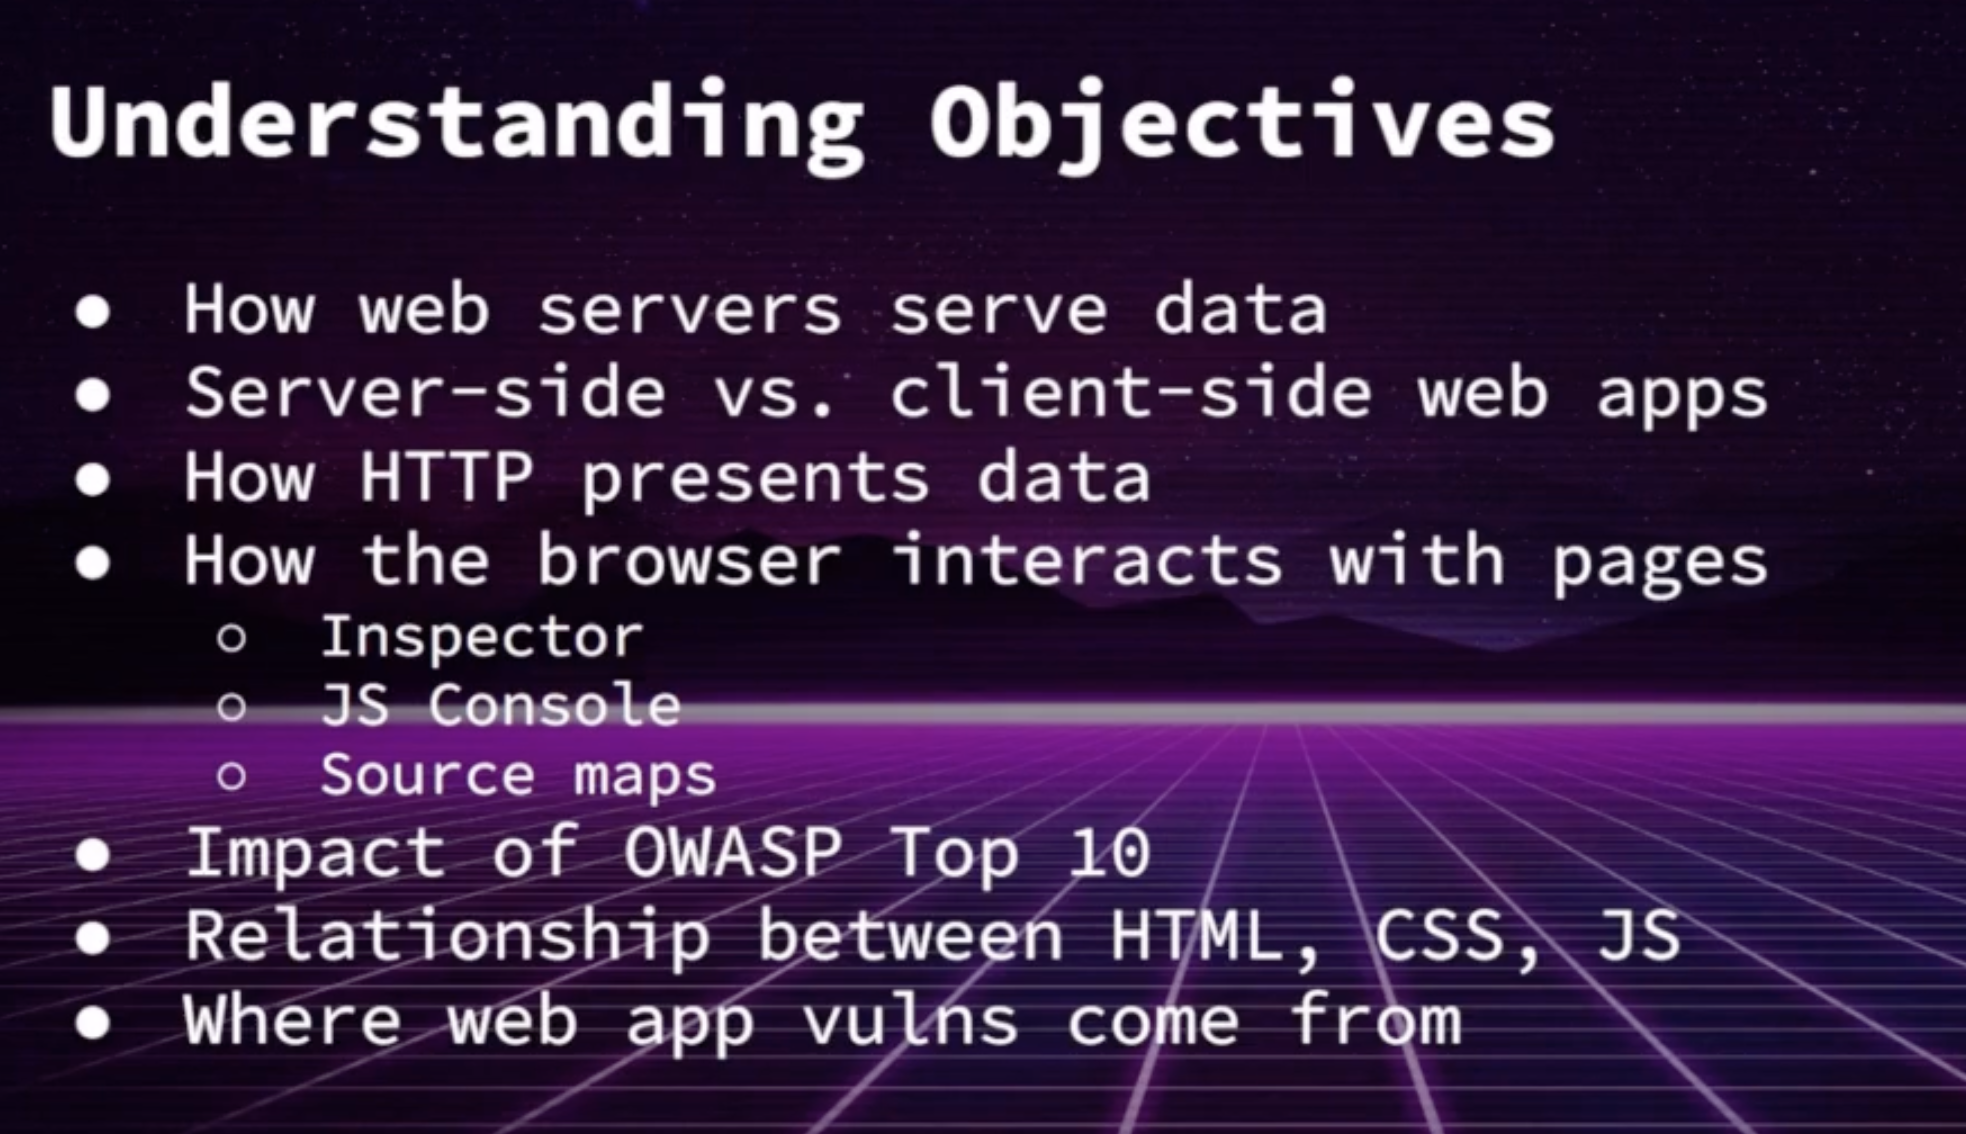 Understanding Objectives
● How web servers serve data
● Server-side vs. client-side web apps
● How HTTP presents data
● How the browser interacts with pages
○ Inspector
○ JS Console
○ Source maps
● Impact of OWASP Top 10
● Relationship between HTML, CSS, JS
● Where web app vulns come from